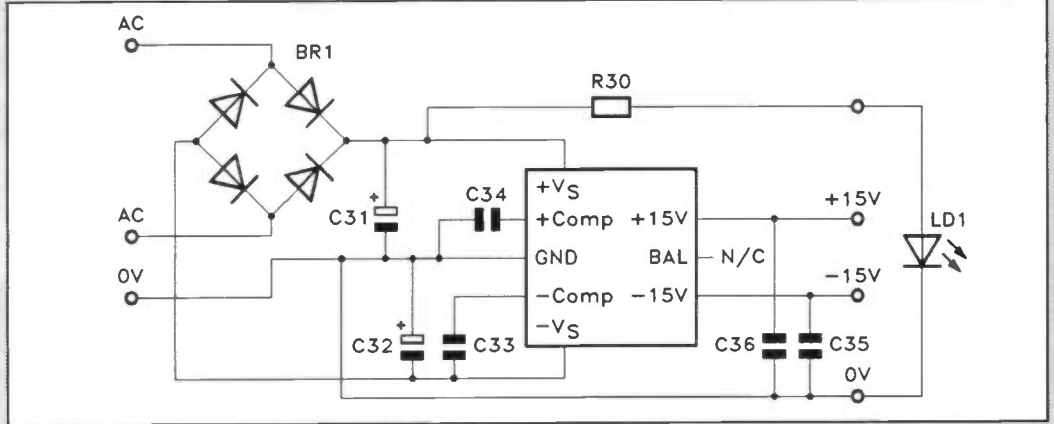 AC
BR1
R30
C34
+VS
+15V
C31
+Comp
+15V
LD1
AC
GND
BAL
N/C
0V
-Comp
-15V
-15V
-VS
C32
C33
C36
C35
0V